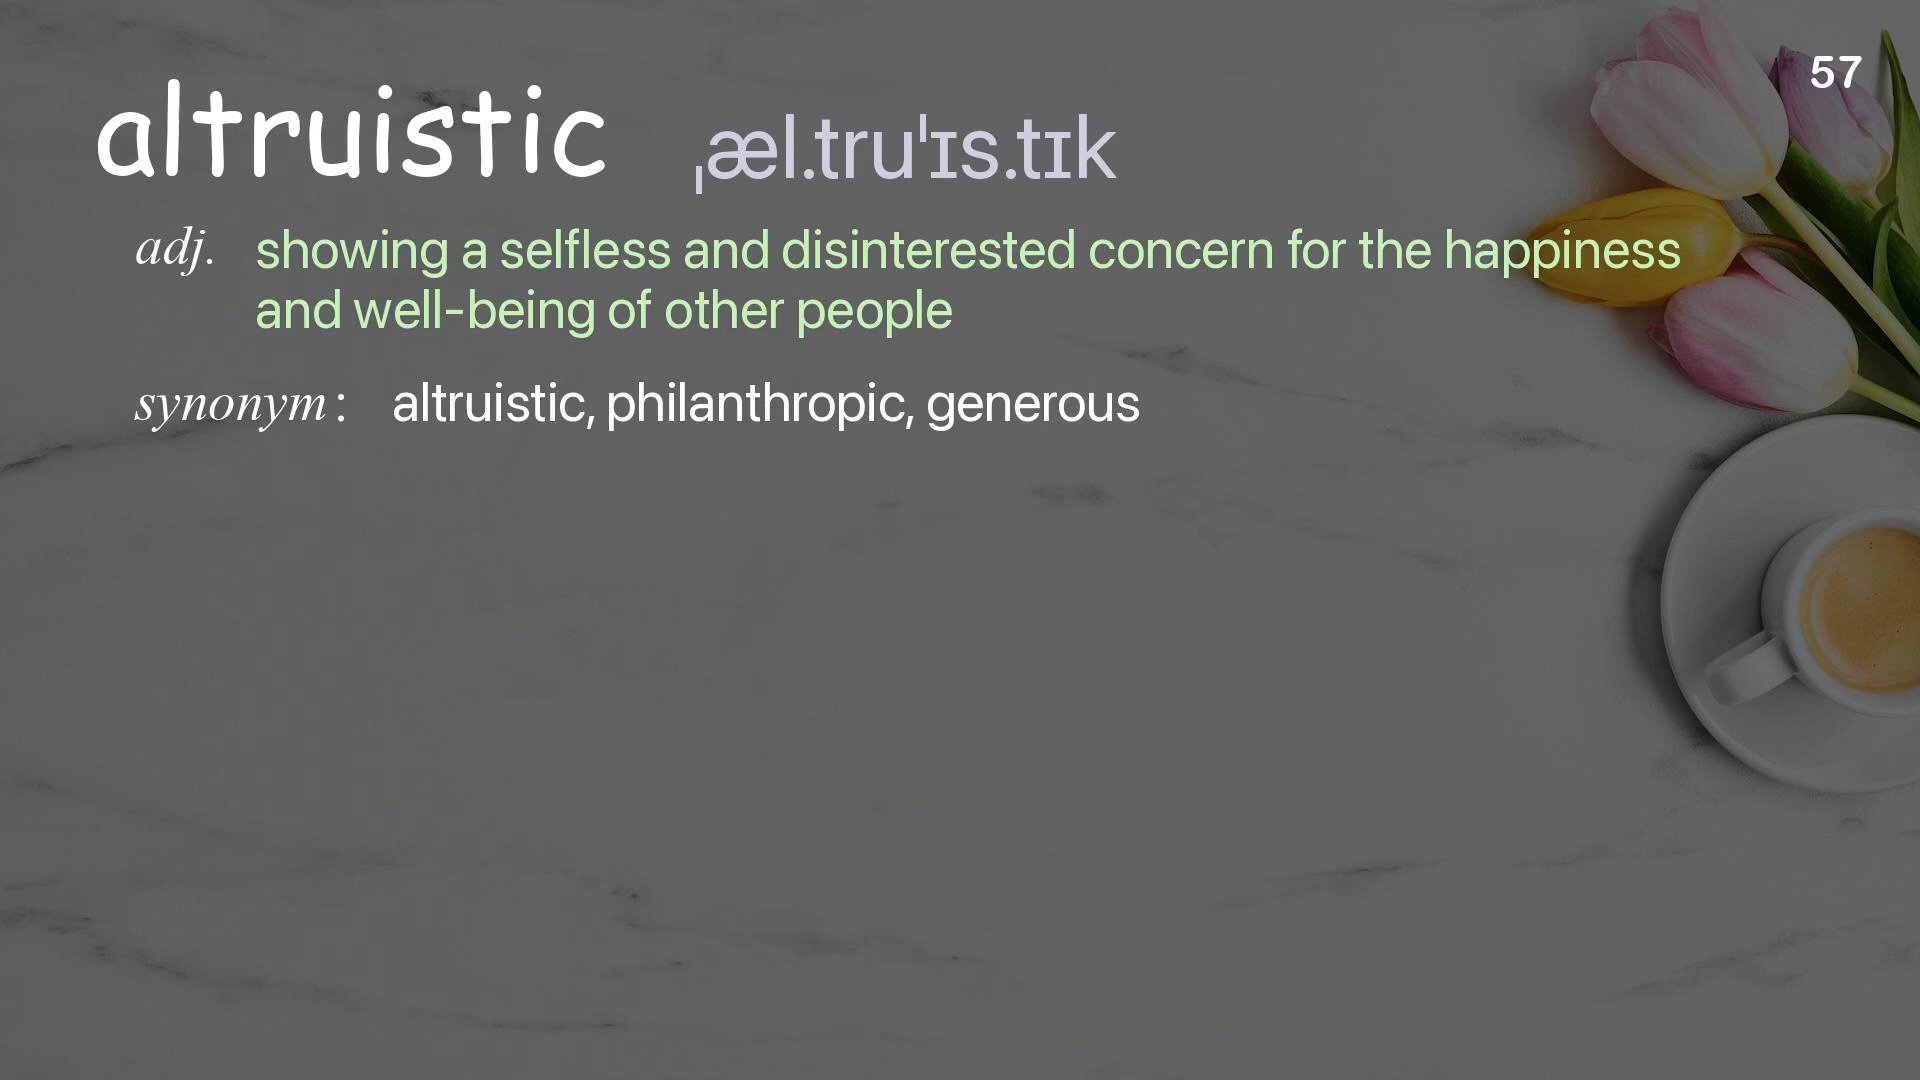 57
altruistic ˌæl.truˈɪs.tɪk
adj. showing a selfless and disinterested concern for the happiness
and well-being of other people
synonym : altruistic, philanthropic, generous